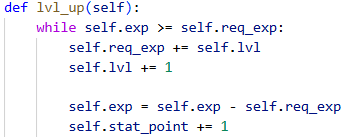 def lvl_up(self):
    while self.exp >= self.req_exp:
        self.req_exp += self.lvl
        self.lvl += 1

        self.exp = self.exp - self.req_exp
        self.stat_point += 1